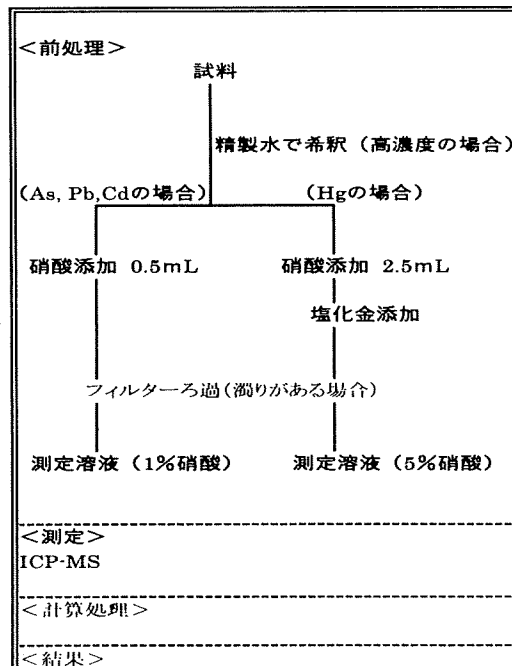 <前処理>
試料
精製水で希釈（高濃度の場合）
（As, Pb,Cdの場合）　（Hgの場合）
硝酸添加 0.5mL　硝酸添加 2.5mL
塩化金添加
フィルターろ過（濁りがある場合）
測定溶液（1%硝酸）　測定溶液（5%硝酸）
<測定>
ICP-MS
<計算処理>
<結果>